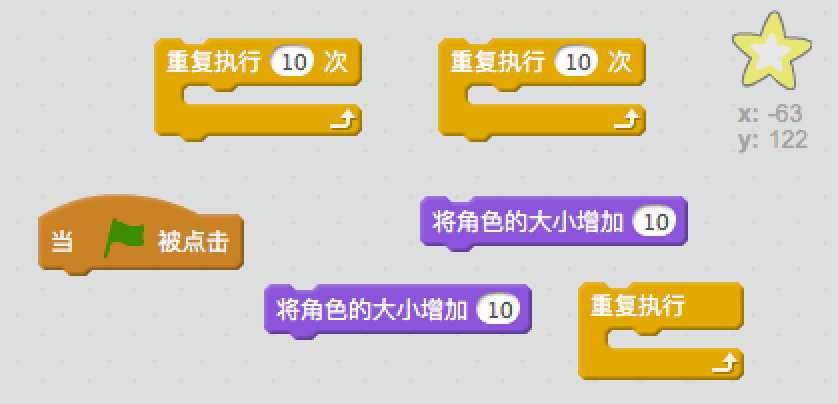 重复执行 10 次
重复执行 10 次
x: -63
y: 122
当 被点击
将角色的大小增加 10
将角色的大小增加 10
重复执行